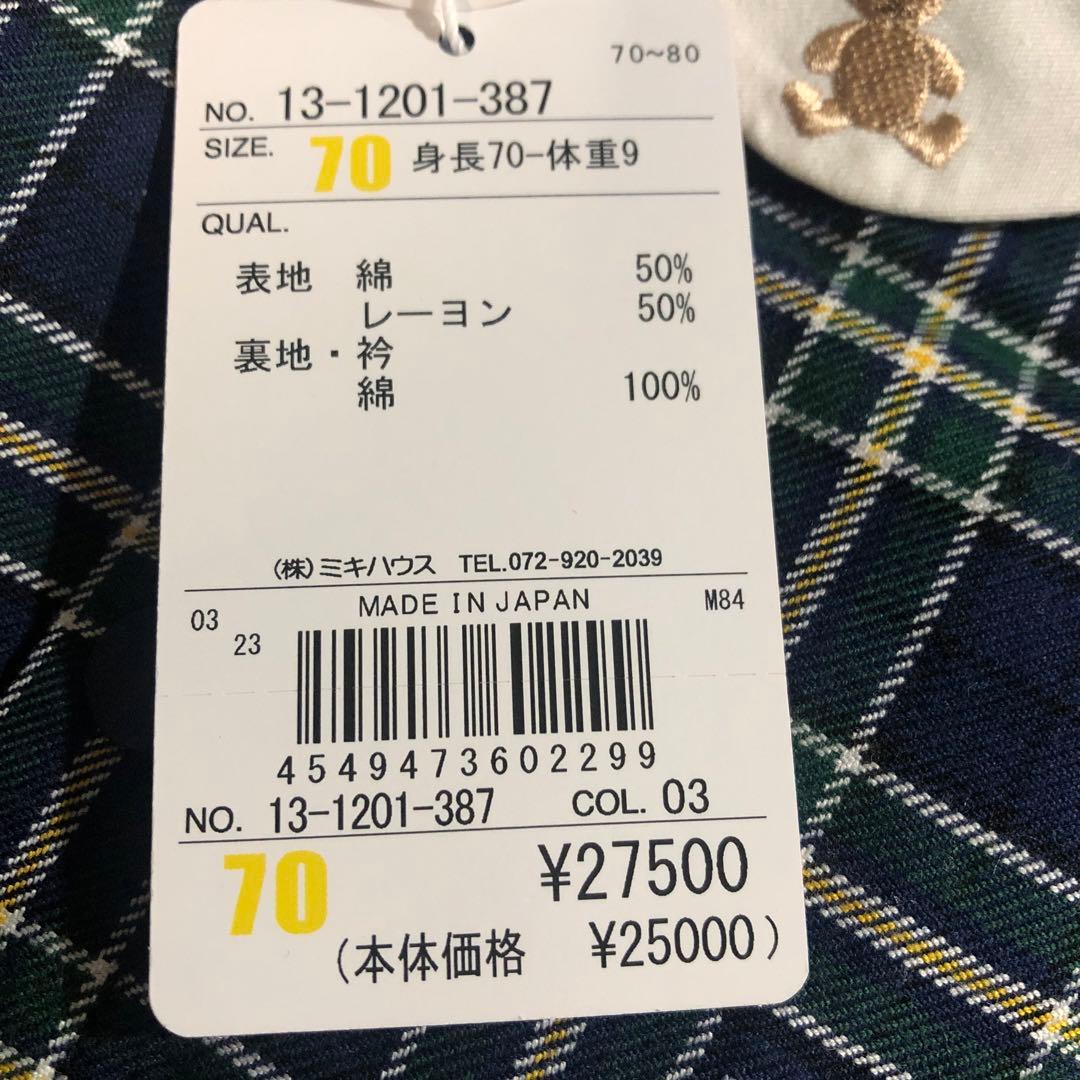 70~80
NO. 13-1201-387
SIZE. 70 身長70-体重9
QUAL.
表地 綿 50%
レーヨン 50%
裏地・衿
綿 100%
(株)ミキハウス TEL.072-920-2039
MADE IN JAPAN M84
03
23
4549473602299
NO. 13-1201-387 COL. 03
70 ¥27500
(本体価格 ¥25000)